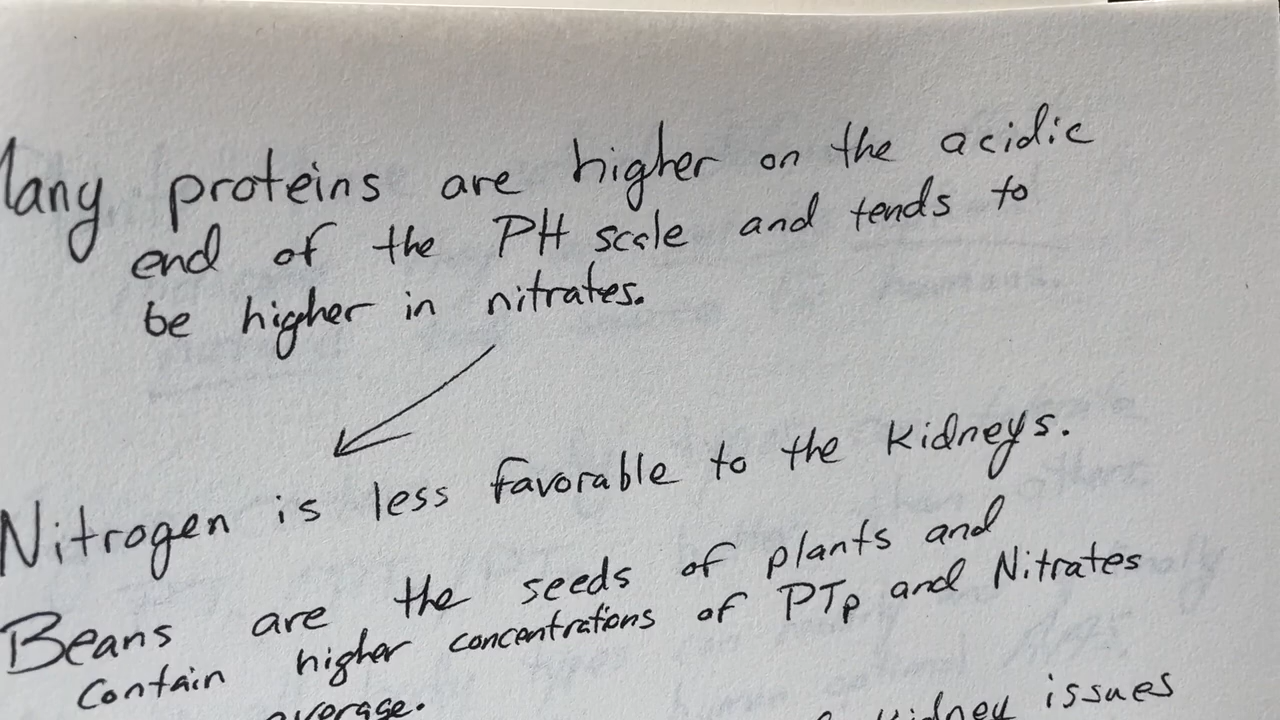 Many proteins are higher on the acidic
end of the PH scale and tends to
be higher in nitrates.
Nitrogen is less favorable to the kidneys.
Beans are the seeds of plants and
contain higher concentrations of PTp and Nitrates
average.
kidney issues